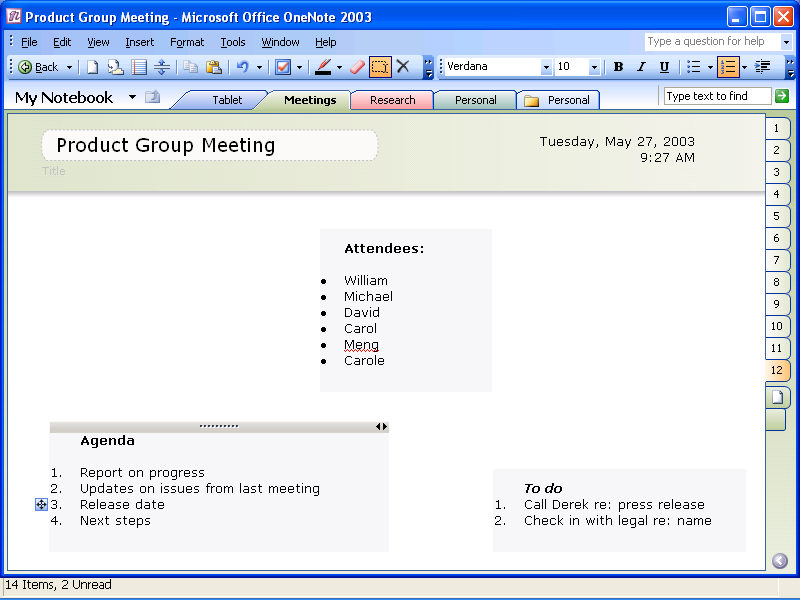 Product Group Meeting - Microsoft Office OneNote 2003
File Edit View Insert Format Tools Window Help
Type a question for help
Back
Verdana
10
B I U
My Notebook
Tablet
Meetings
Research
Personal
Personal
Type text to find
Product Group Meeting
Title
Tuesday, May 27, 2003
9:27 AM
1
2
3
4
5
6
7
8
9
10
11
12
Attendees:
• William
• Michael
• David
• Carol
• Meng
• Carole
Agenda
1. Report on progress
2. Updates on issues from last meeting
3. Release date
4. Next steps
To do
1. Call Derek re: press release
2. Check in with legal re: name
14 Items, 2 Unread